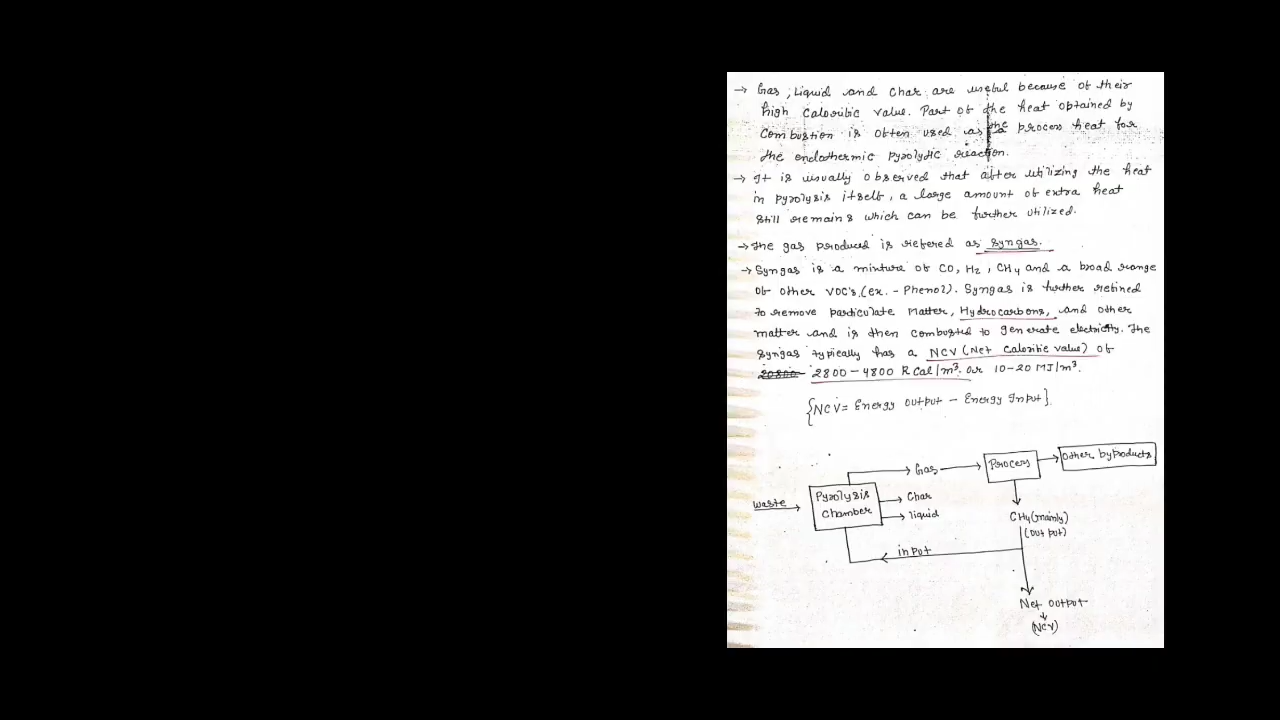 → Gas, Liquid and Char are useful because of their
high calorific value. Part of the heat obtained by
Combustion is often used as the process heat for
the endothermic pyrolytic reaction.
→ It is usually observed that after utilizing the heat
in pyrolysis itself, a large amount of extra heat
still remains which can be further utilized.
→ The gas produced is refered as syngas.
→ Syngas is a mixture of CO, H₂, CH₄ and a broad range
of other VOC's. (ex. - Phenol). Syngas is further refined
to remove particulate Matter, Hydrocarbons, and other
matter and is then combusted to generate electricity. The
syngas typically has a NCV (Net Calorific value) of
2800 - 4800 KCal/m³. or 10-20 MJ/m³.
{NCV = Energy output - Energy Input}
Gas
Process
Other byproducts
waste
Pyrolysis
Chamber
Char
liquid
CH₄ (mainly)
(output)
input
Net output
(NCV)